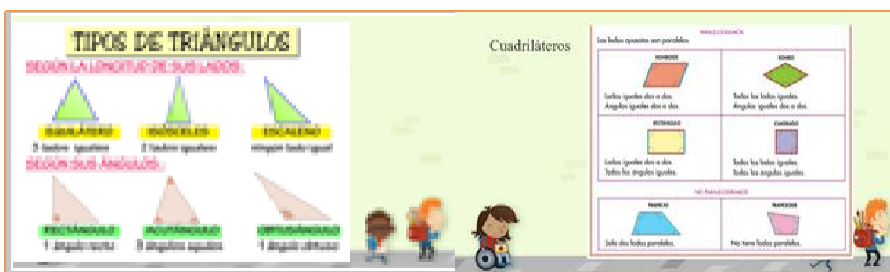 TIPOS DE TRIÁNGULOS
SEGÚN LA LONGITUD DE SUS LADOS:
EQUILÁTERO
ISÓSCELES
ESCALENO
3 lados iguales
2 lados iguales
ningún lado igual
SEGÚN SUS ÁNGULOS:
RECTÁNGULO
ACUTÁNGULO
OBTUSÁNGULO
1 ángulo recto
3 ángulos agudos
1 ángulo obtuso
Cuadriláteros
PARALELOGRAMOS
Los lados opuestos son paralelos.
ROMBOIDE
ROMBO
Lados iguales dos a dos.
Ángulos iguales dos a dos.
Todos los lados iguales.
Ángulos iguales dos a dos.
RECTÁNGULO
CUADRADO
Lados iguales dos a dos.
Todos los ángulos iguales.
Todos los lados iguales.
Todos los ángulos iguales.
NO PARALELOGRAMOS
TRAPECIO
TRAPEZOIDE
Solo dos lados paralelos.
No tiene lados paralelos.